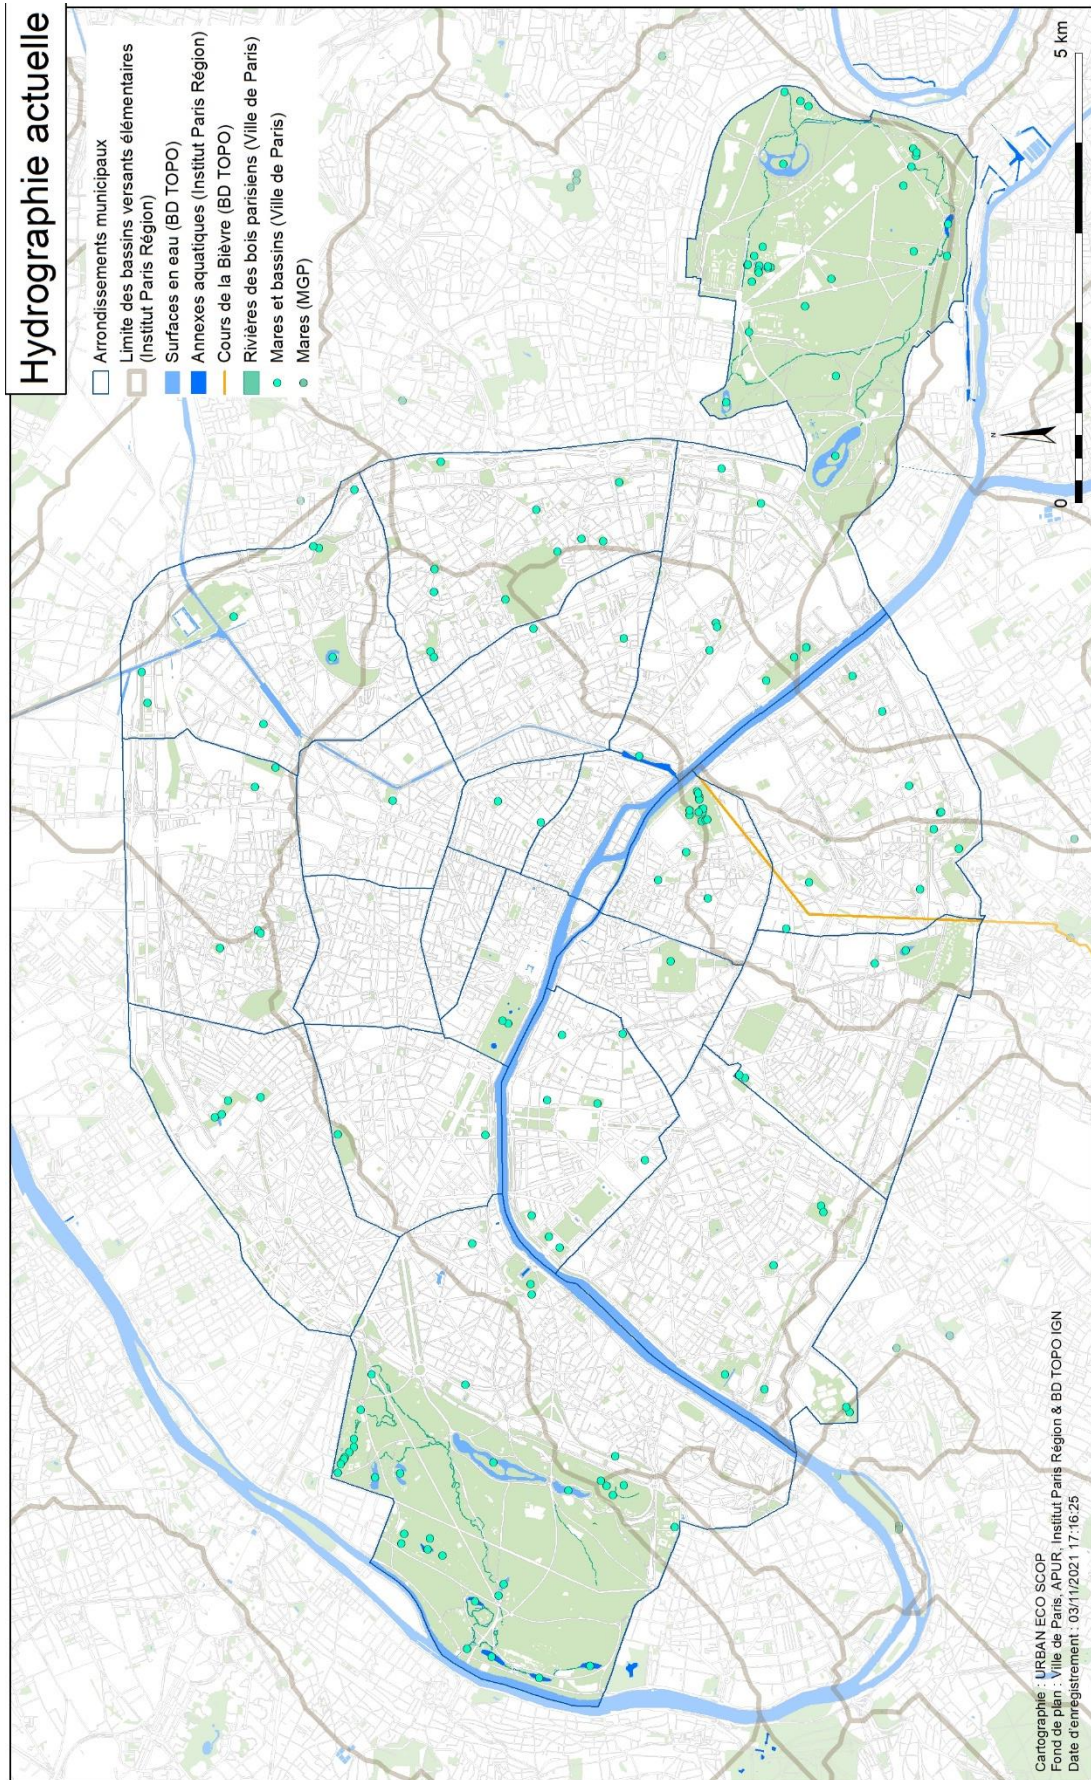 Hydrographie actuelle
Arrondissements municipaux
Limite des bassins versants élémentaires
(Institut Paris Région)
Surfaces en eau (BD TOPO)
Annexes aquatiques (Institut Paris Région)
Cours de la Bièvre (BD TOPO)
Rivières des bois parisiens (Ville de Paris)
Mares et bassins (Ville de Paris)
Mares (MGP)
N
0
5 km
Cartographie : URBAN ECO SCOP
Fond de plan : Ville de Paris, APUR, Institut Paris Région & BD TOPO IGN
Date d'enregistrement : 03/11/2021 17:16:25